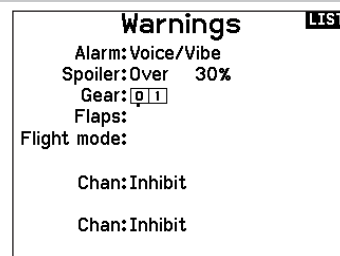 Warnings
LIST
Alarm: Voice/Vibe
Spoiler: Over 30%
Gear: 0 1
Flaps:
Flight mode:
Chan: Inhibit
Chan: Inhibit